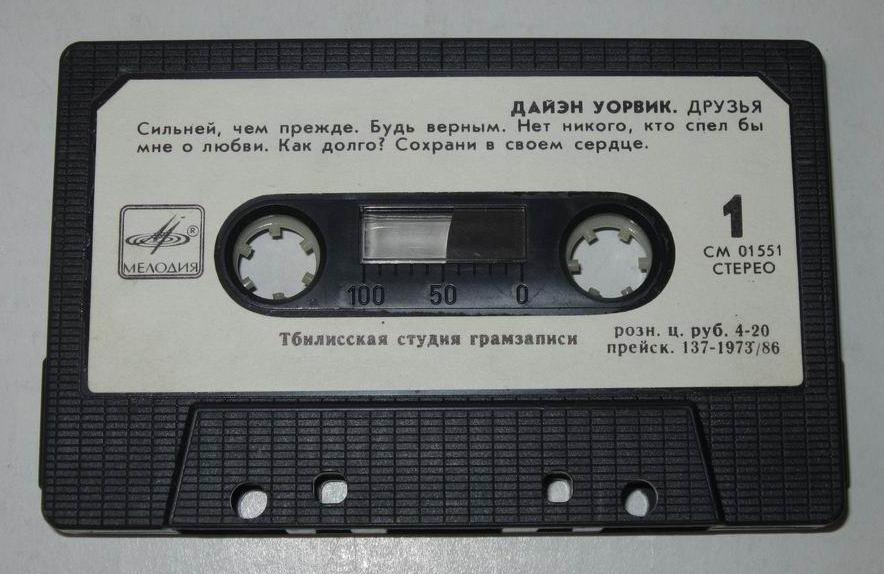 ДАЙЭН УОРВИК. ДРУЗЬЯ
Сильней, чем прежде. Будь верным. Нет никого, кто спел бы
мне о любви. Как долго? Сохрани в своем сердце.
1
®
МЕЛОДИЯ
СМ 01551
СТЕРЕО
100 50 0
Тбилисская студия грамзаписи
розн. ц. руб. 4-20
прейск. 137-1973/86